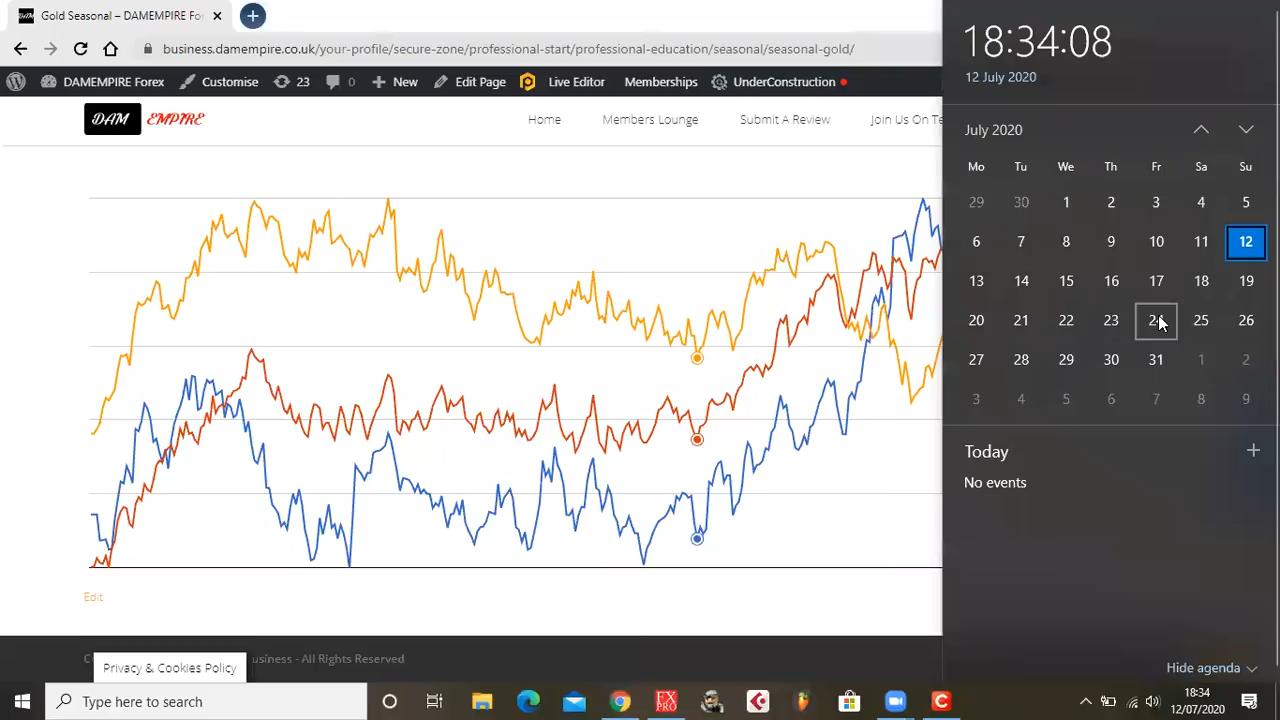 Gold Seasonal – DAMEMPIRE For
business.damempire.co.uk/your-profile/secure-zone/professional-start/professional-education/seasonal/seasonal-gold/
DAMEMPIRE Forex Customise 23 0 New Edit Page Live Editor Memberships UnderConstruction
DAM EMPIRE
Home Members Lounge Submit A Review Join Us On Te
Edit
Privacy & Cookies Policy
usiness - All Rights Reserved
18:34:08
12 July 2020
July 2020
Mo Tu We Th Fr Sa Su
29 30 1 2 3 4 5
6 7 8 9 10 11 12
13 14 15 16 17 18 19
20 21 22 23 24 25 26
27 28 29 30 31 1 2
3 4 5 6 7 8 9
Today
No events
Hide agenda
Type here to search
FX
PRO
18:34
12/07/2020